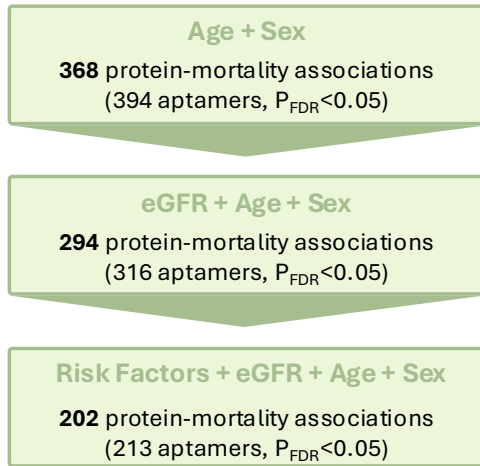 Age + Sex
368 protein-mortality associations
(394 aptamers, PFDR<0.05)
eGFR + Age + Sex
294 protein-mortality associations
(316 aptamers, PFDR<0.05)
Risk Factors + eGFR + Age + Sex
202 protein-mortality associations
(213 aptamers, PFDR<0.05)